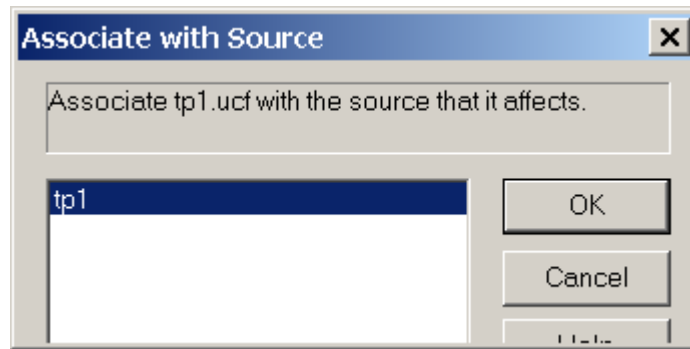 Associate with Source
Associate tp1.ucf with the source that it affects.
tp1
OK
Cancel